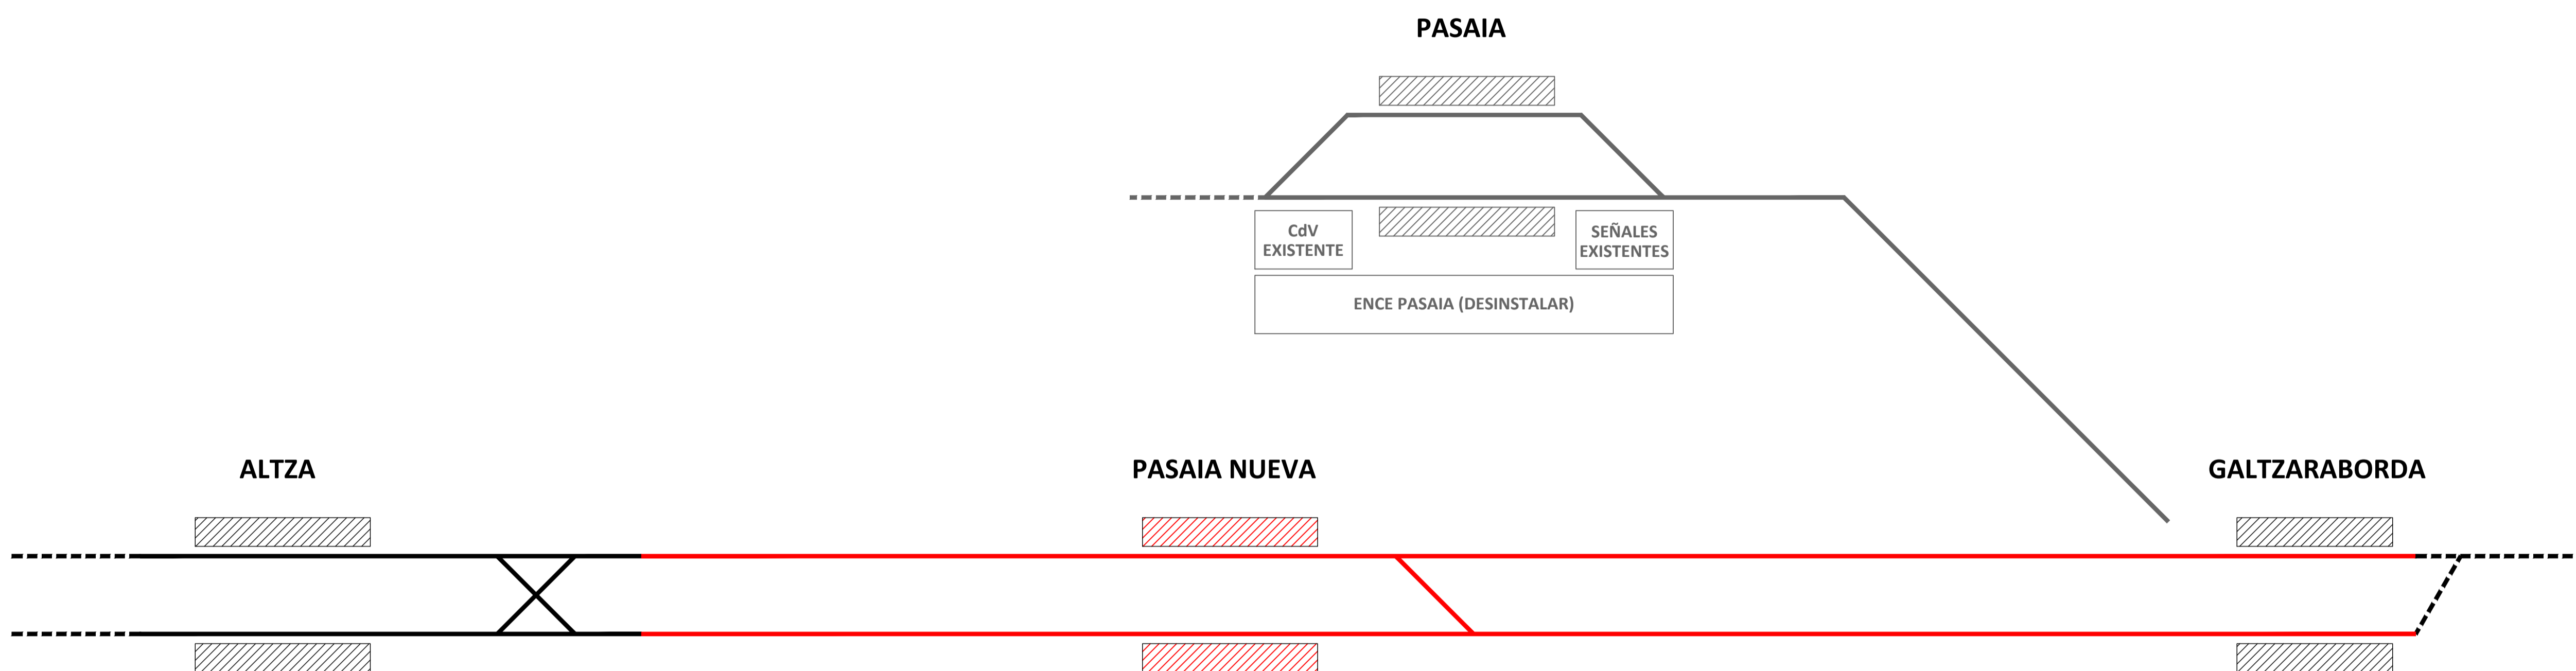 PASAIA
CdV
EXISTENTE
SEÑALES
EXISTENTES
ENCE PASAIA (DESINSTALAR)
ALTZA
PASAIA NUEVA
GALTZARABORDA